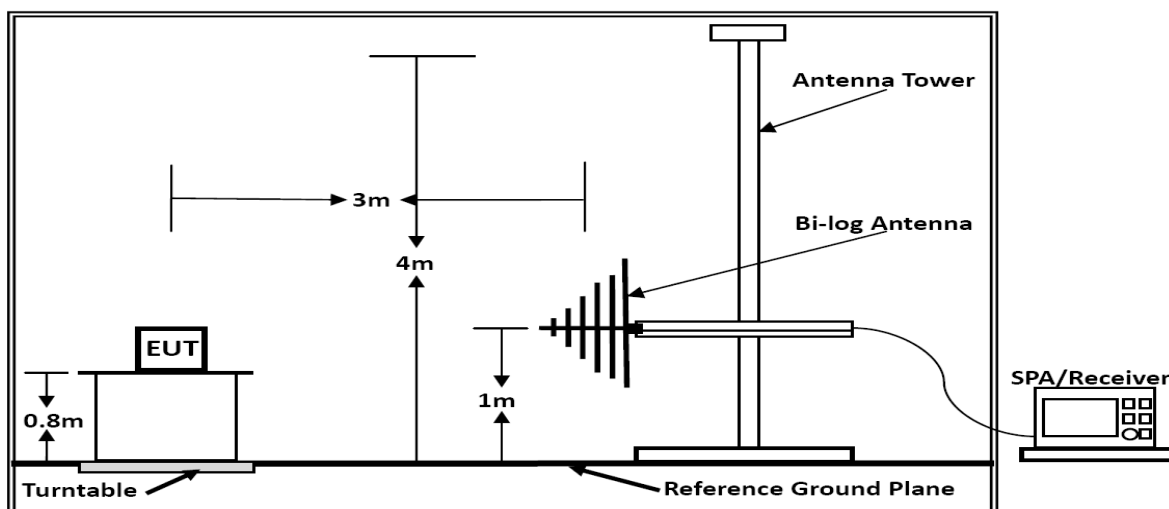 Antenna Tower
3m
Bi-log Antenna
4m
EUT
SPA/Receiver
0.8m
1m
Turntable
Reference Ground Plane